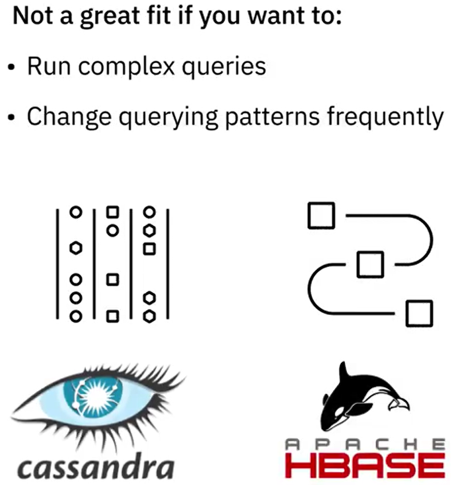 Not a great fit if you want to:
• Run complex queries
• Change querying patterns frequently
cassandra
APACHE
HBASE